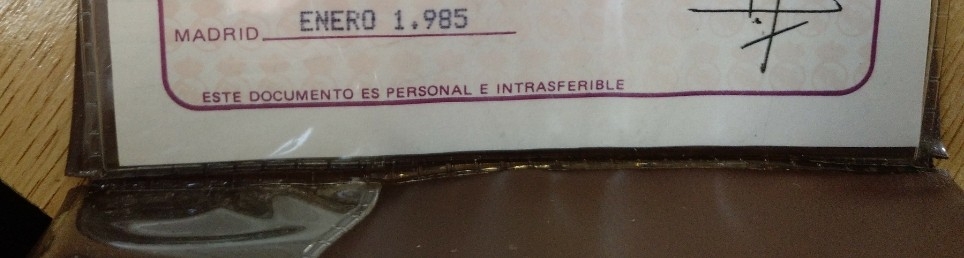 MADRID ENERO 1.985
ESTE DOCUMENTO ES PERSONAL E INTRASFERIBLE